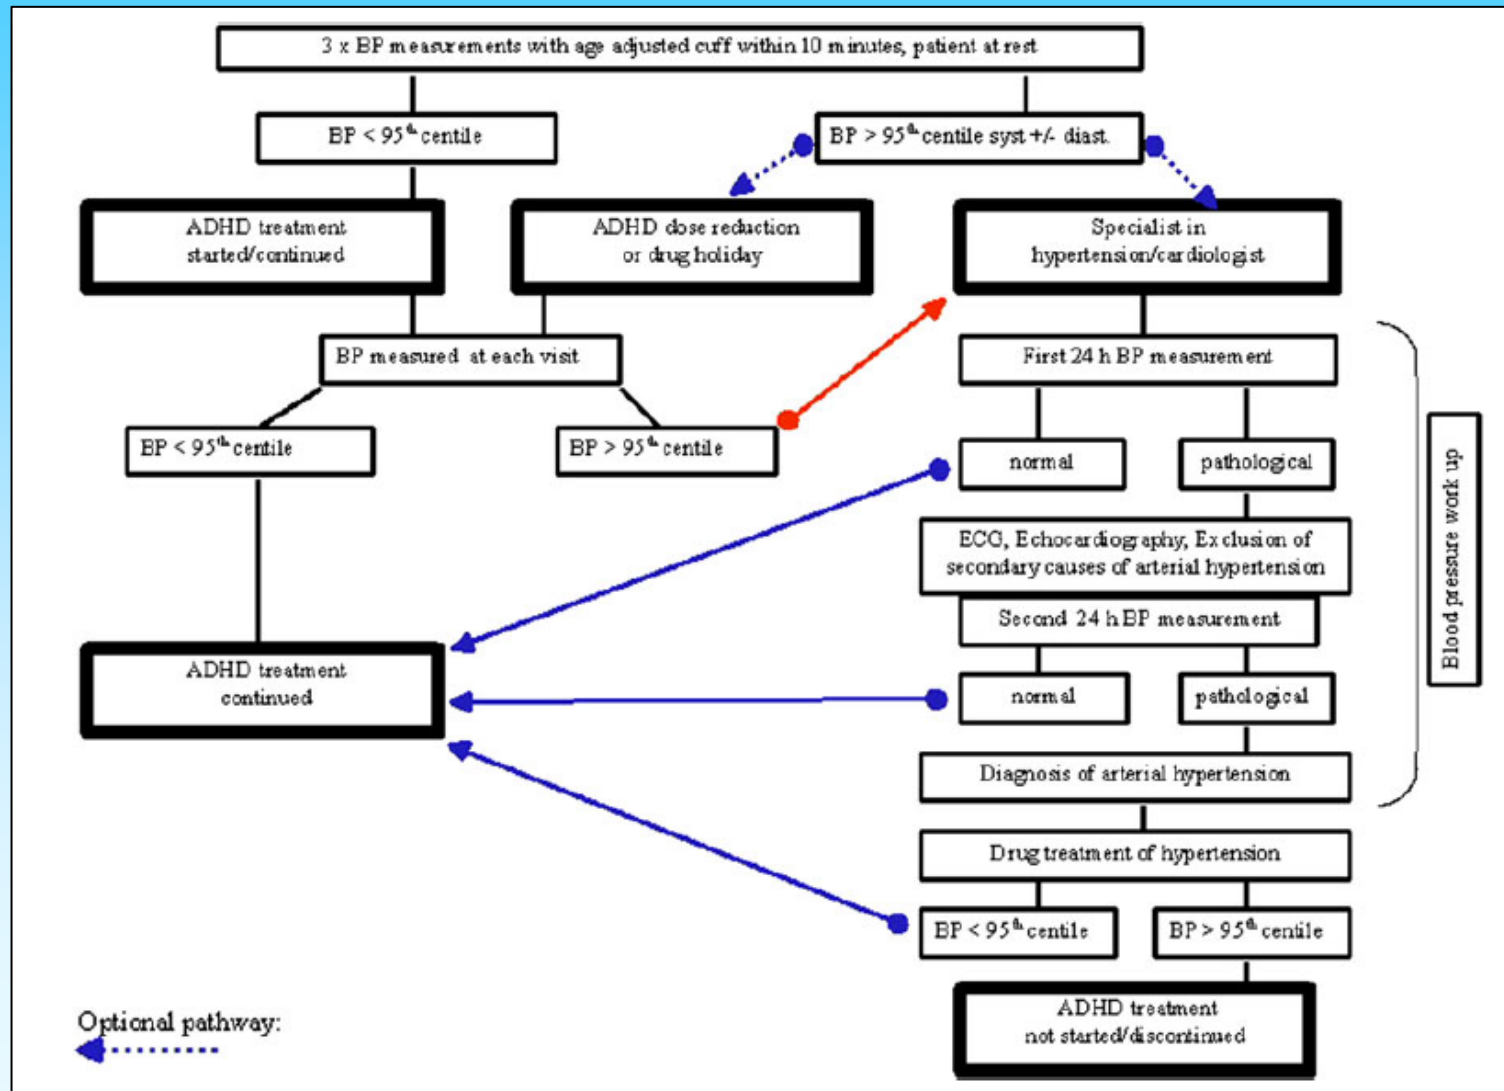 3 x BP measurements with age adjusted cuff within 10 minutes, patient at rest
BP < 95th centile
BP > 95th centile syst +/- diast.
ADHD treatment
started/continued
ADHD dose reduction
or drug holiday
Specialist in
hypertension/cardiologist
BP measured at each visit
First 24 h BP measurement
BP < 95th centile
BP > 95th centile
normal
pathological
ECG, Echocardiography, Exclusion of
secondary causes of arterial hypertension
Second 24 h BP measurement
ADHD treatment
continued
normal
pathological
Diagnosis of arterial hypertension
Blood pressure work up
Drug treatment of hypertension
BP < 95th centile
BP > 95th centile
ADHD treatment
not started/discontinued
Optional pathway: